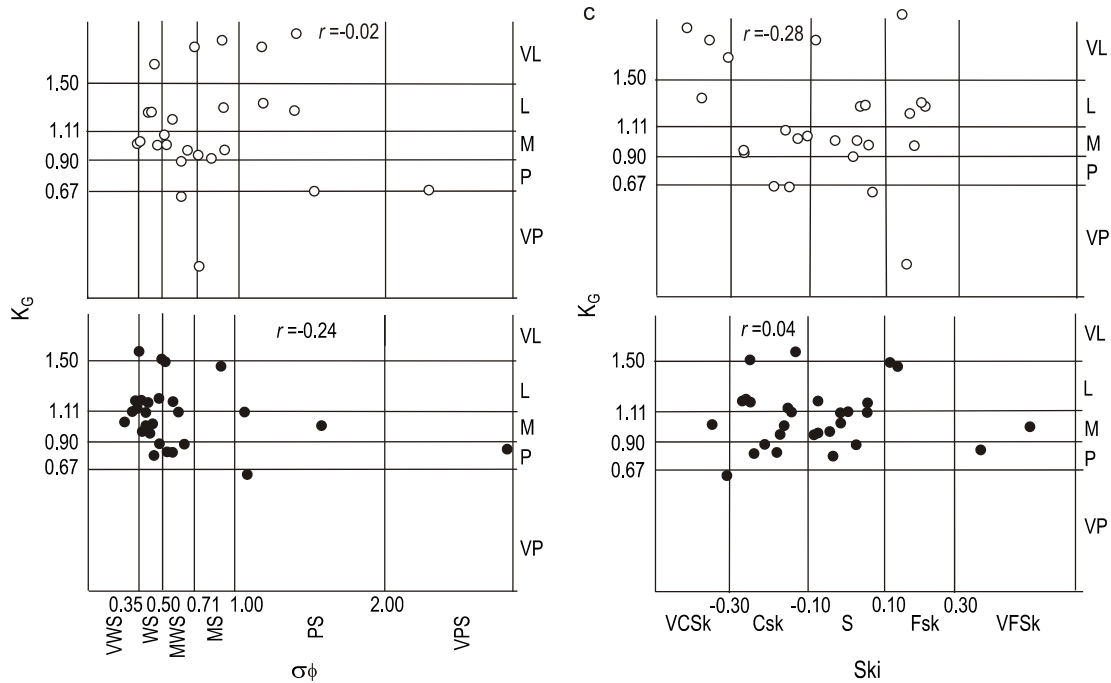 c
r =-0.02
r =-0.28
VL
VL
1.50
1.50
L
L
1.11
1.11
M
M
0.90
0.90
P
P
0.67
0.67
VP
VP
K_G
K_G
r =-0.24
r =0.04
VL
VL
1.50
1.50
L
L
1.11
1.11
M
M
0.90
0.90
P
P
0.67
0.67
VP
VP
0.35 0.50 0.71 1.00 2.00
-0.30 -0.10 0.10 0.30
VWS WS MWS MS PS VPS
VCSk Csk S Fsk VFSk
σϕ
Ski